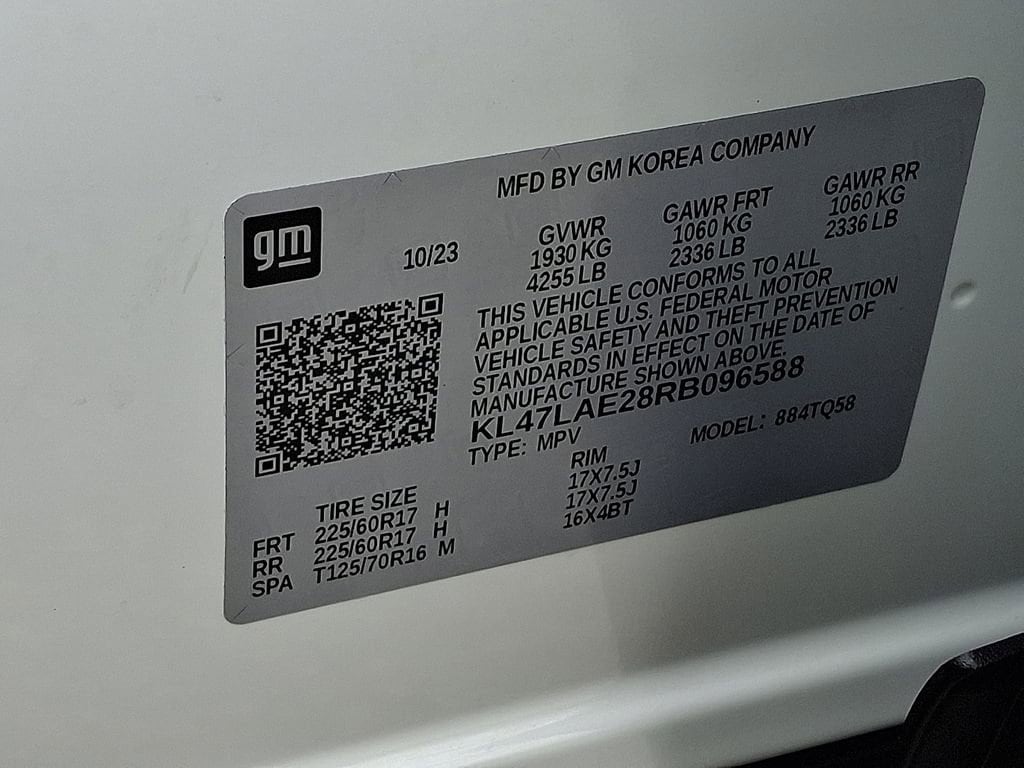 MFD BY GM KOREA COMPANY
gm
10/23
GVWR
1930 KG
4255 LB
GAWR FRT
1060 KG
2336 LB
GAWR RR
1060 KG
2336 LB
THIS VEHICLE CONFORMS TO ALL
APPLICABLE U.S. FEDERAL MOTOR
VEHICLE SAFETY AND THEFT PREVENTION
STANDARDS IN EFFECT ON THE DATE OF
MANUFACTURE SHOWN ABOVE.
KL47LAE28RB096588
TYPE: MPV
MODEL: 884TQ58
TIRE SIZE RIM
FRT 225/60R17 H 17X7.5J
RR 225/60R17 H 17X7.5J
SPA T125/70R16 M 16X4BT